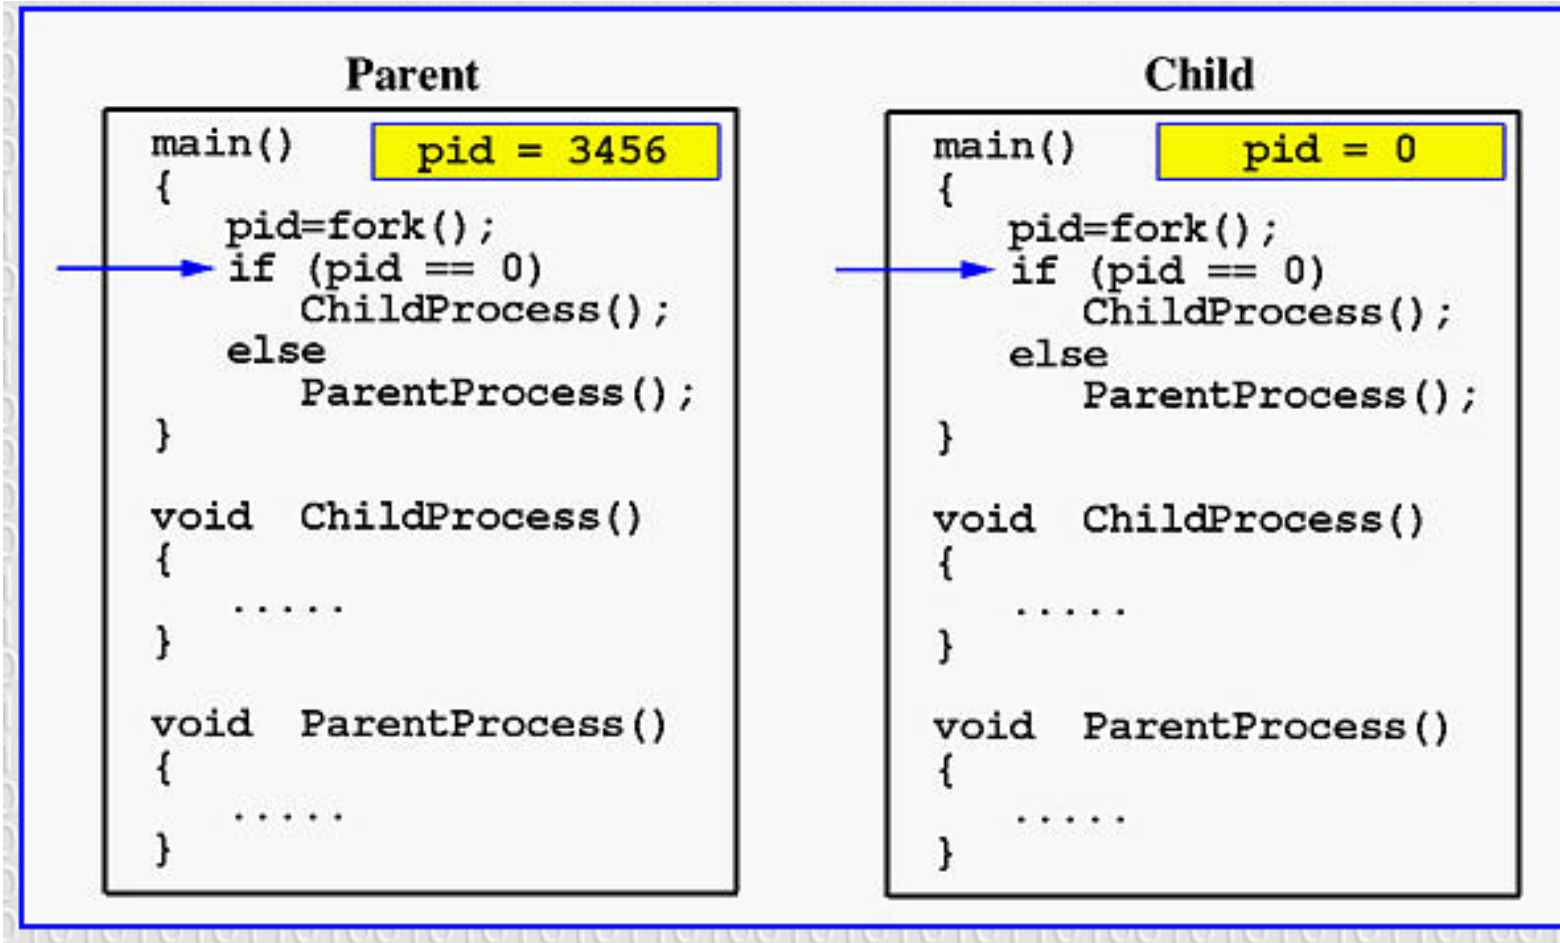 Parent
main()
pid = 3456
{
pid=fork();
if (pid == 0)
ChildProcess();
else
ParentProcess();
}
void ChildProcess()
{
.....
}
void ParentProcess()
{
.....
}
Child
main()
pid = 0
{
pid=fork();
if (pid == 0)
ChildProcess();
else
ParentProcess();
}
void ChildProcess()
{
.....
}
void ParentProcess()
{
.....
}